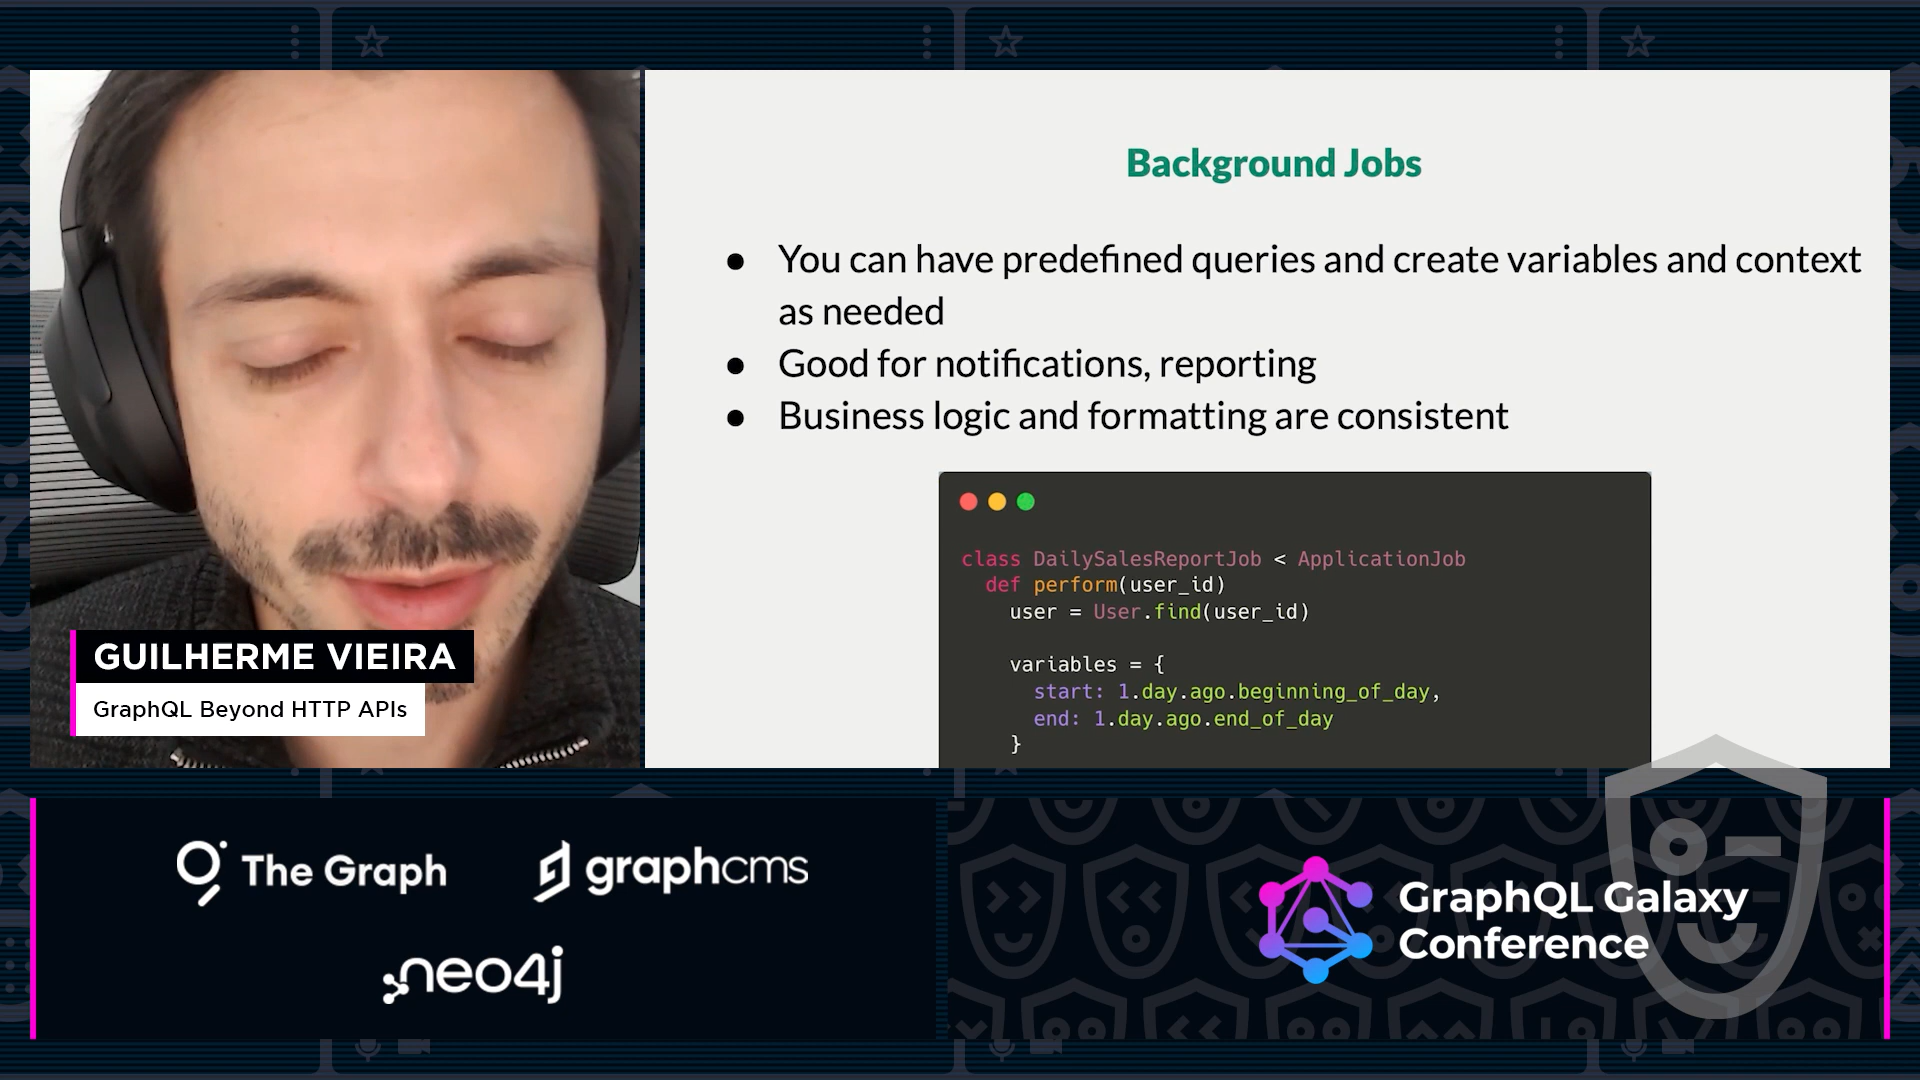 Background Jobs
● You can have predefined queries and create variables and context
as needed
● Good for notifications, reporting
● Business logic and formatting are consistent
class DailySalesReportJob < ApplicationJob
def perform(user_id)
user = User.find(user_id)
variables = {
start: 1.day.ago.beginning_of_day,
end: 1.day.ago.end_of_day
}
GUILHERME VIEIRA
GraphQL Beyond HTTP APIs
The Graph
graphcms
neo4j
GraphQL Galaxy
Conference